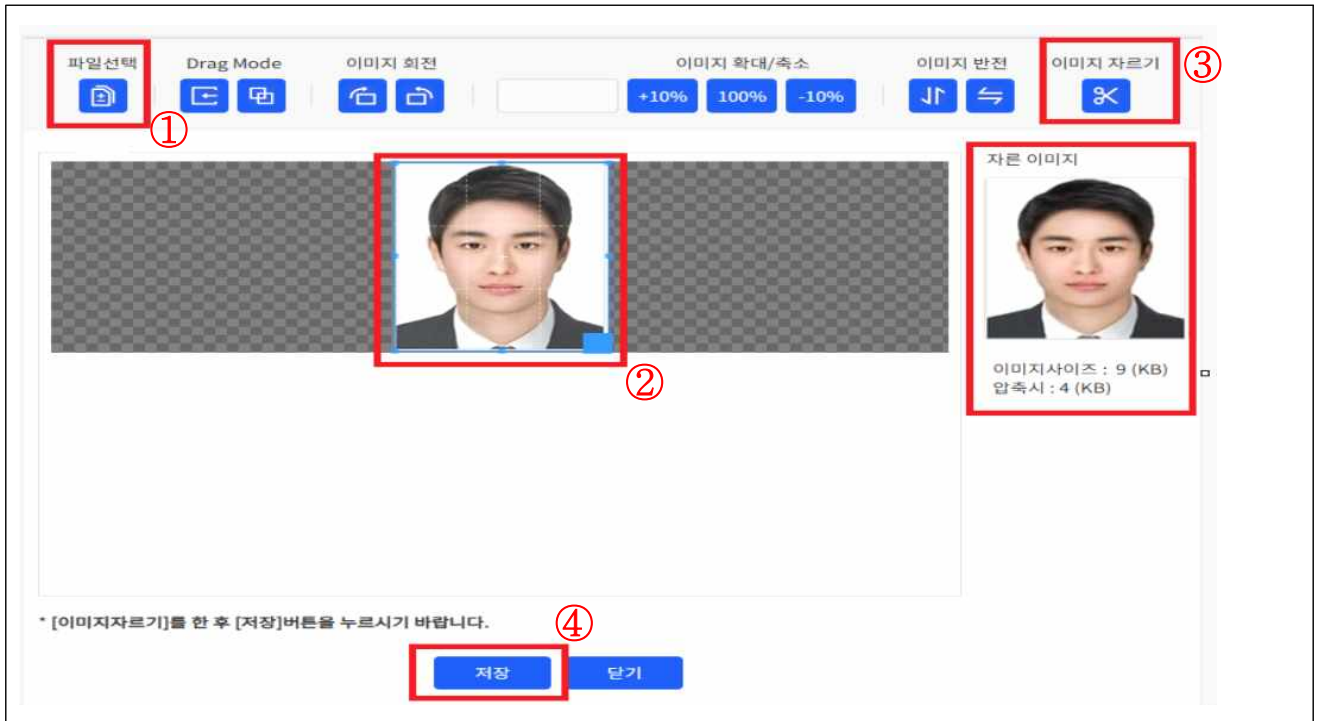 파일선택 Drag Mode 이미지 회전 이미지 확대/축소 이미지 반전 이미지 자르기 ③
+10% 100% -10%
①
자른 이미지
②
이미지사이즈 : 9 (KB)
압축시 : 4 (KB)
* [이미지자르기]를 한 후 [저장]버튼을 누르시기 바랍니다.
④
저장 닫기